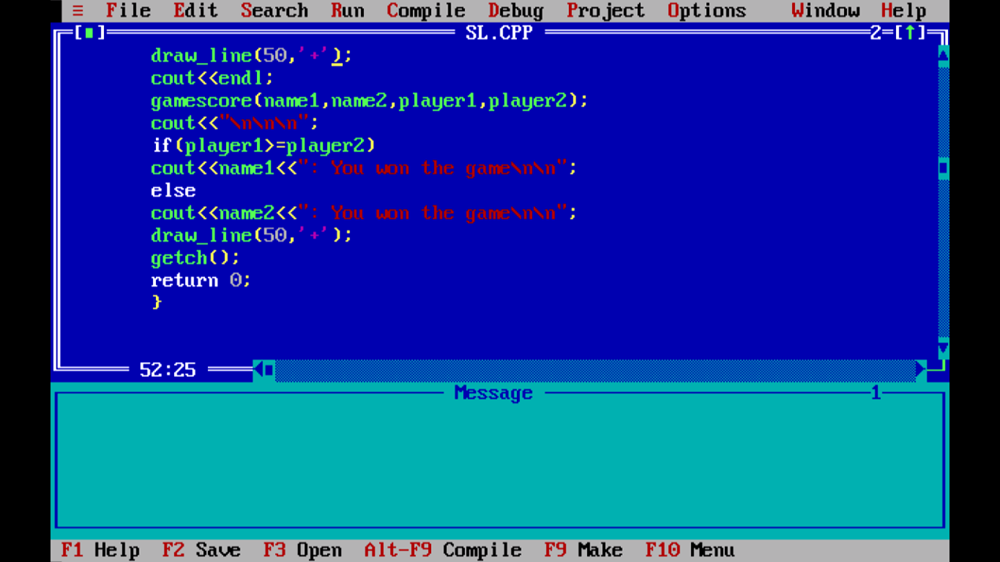 ≡ File Edit Search Run Compile Debug Project Options Window Help
[■] SL.CPP 2=[↑]
draw_line(50,'+');
cout<<endl;
gamescore(name1,name2,player1,player2);
cout<<"\n\n\n";
if(player1>=player2)
cout<<name1<<": You won the game\n\n";
else
cout<<name2<<": You won the game\n\n";
draw_line(50,'+');
getch();
return 0;
}
52:25
Message 1
F1 Help F2 Save F3 Open Alt-F9 Compile F9 Make F10 Menu